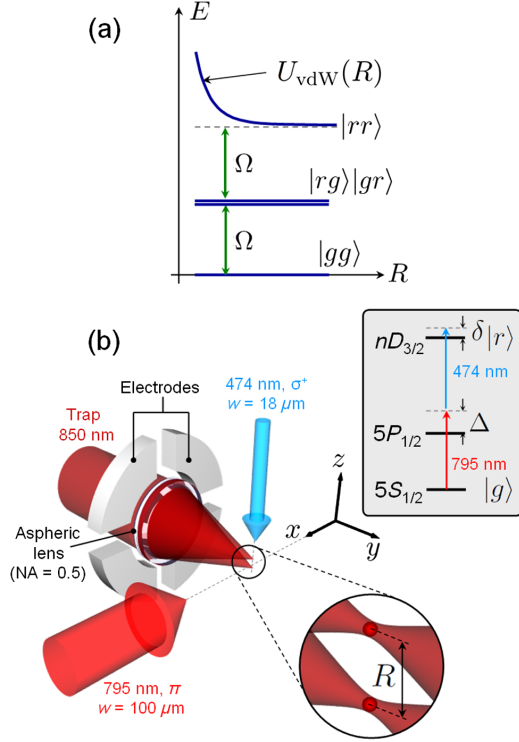 (a)
E
U_vdW(R)
|rr⟩
Ω
|rg⟩|gr⟩
Ω
|gg⟩
R
(b)
Electrodes
Trap
850 nm
474 nm, σ⁺
w = 18 µm
Aspheric
lens
(NA = 0.5)
795 nm, π
w = 100 µm
z
x
y
R
δ |r⟩
nD₃/₂
474 nm
5P₁/₂
Δ
795 nm
5S₁/₂
|g⟩